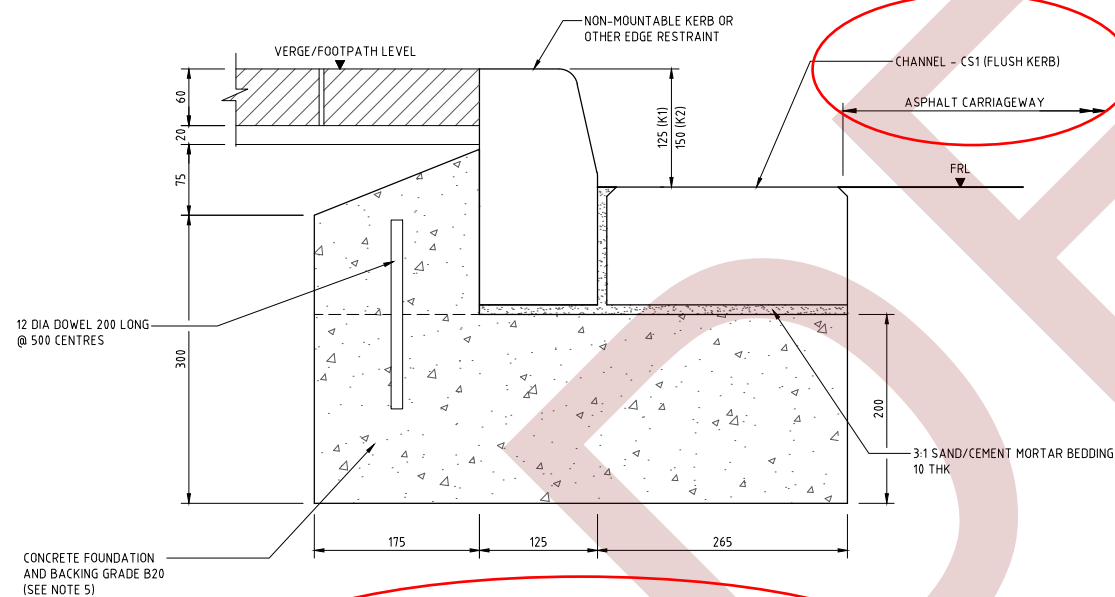 NON-MOUNTABLE KERB OR
OTHER EDGE RESTRAINT
VERGE/FOOTPATH LEVEL
CHANNEL - CS1 (FLUSH KERB)
ASPHALT CARRIAGEWAY
60
20
75
300
125 (K1)
150 (K2)
FRL
12 DIA DOWEL 200 LONG
@ 500 CENTRES
200
3:1 SAND/CEMENT MORTAR BEDDING
10 THK
175
125
265
CONCRETE FOUNDATION
AND BACKING GRADE B20
(SEE NOTE 5)